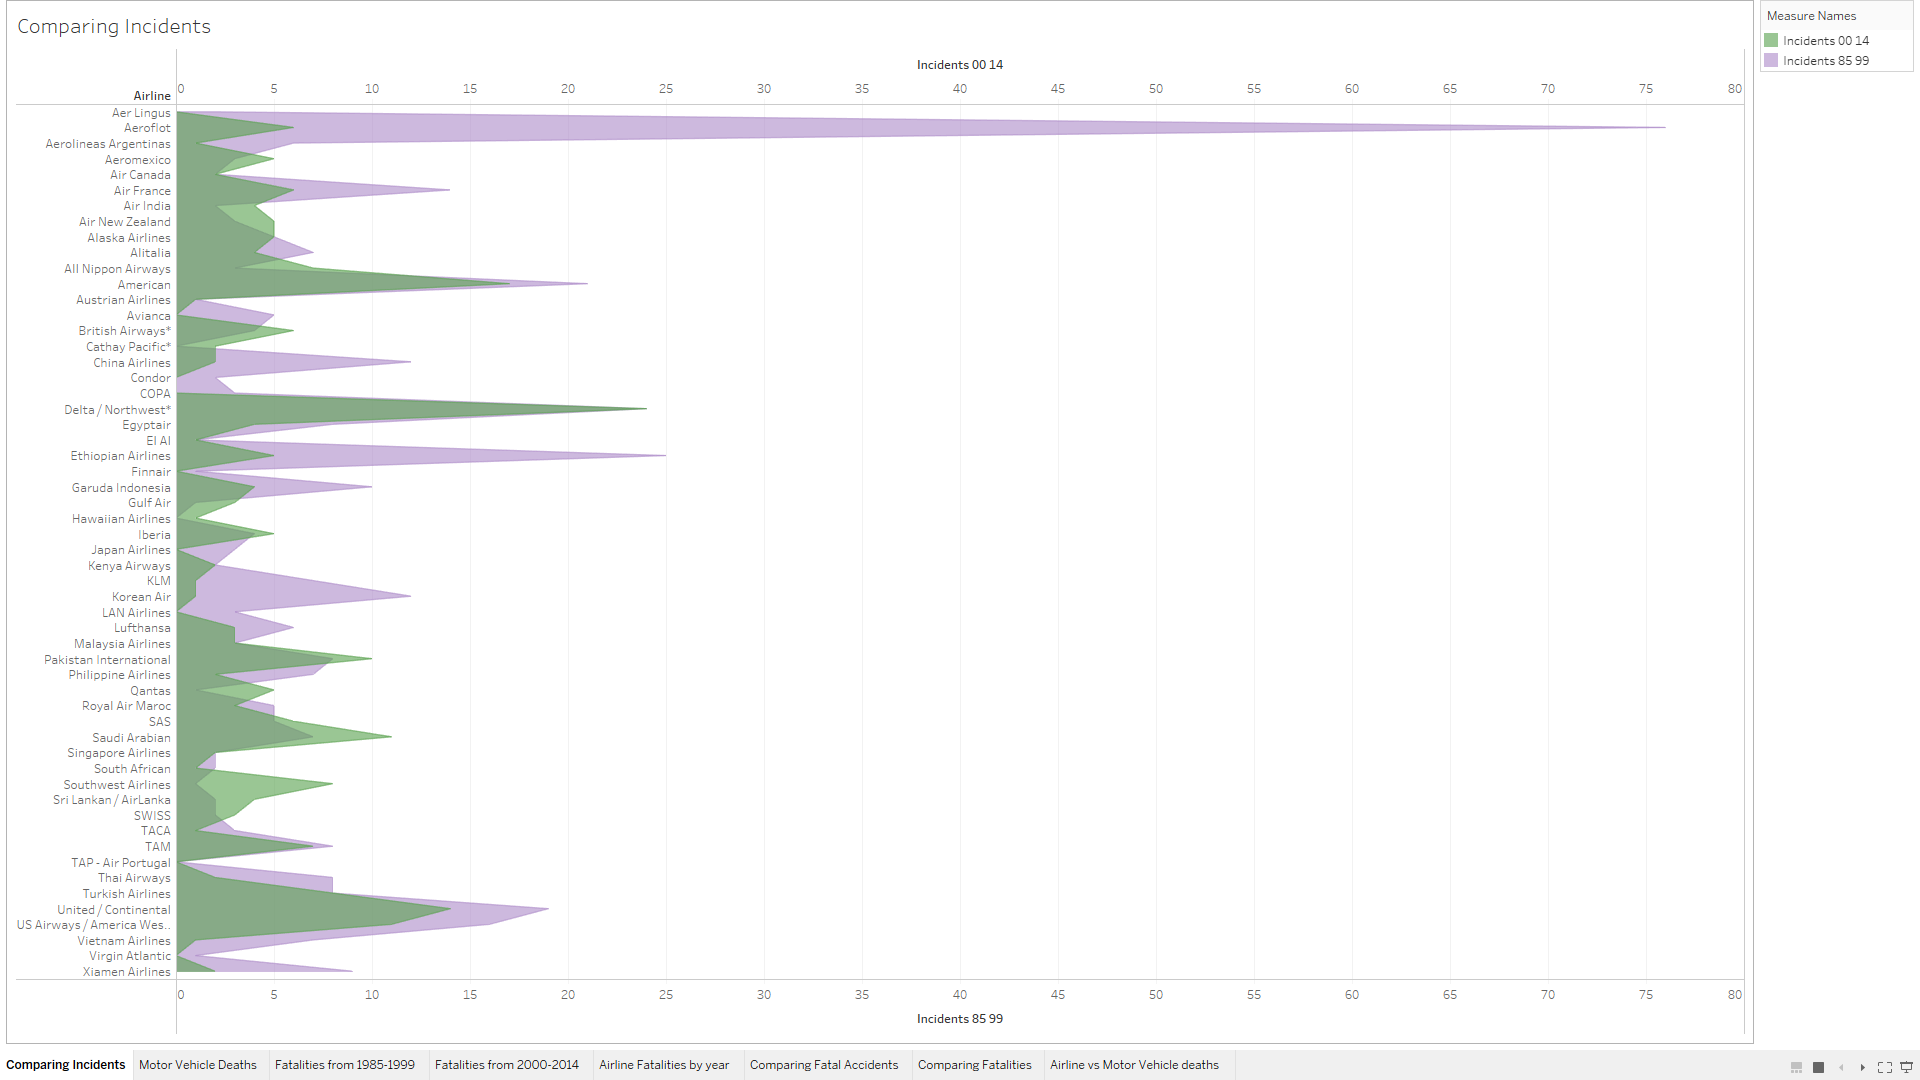 Comparing Incidents
Measure Names
Incidents 00 14
Incidents 85 99
Incidents 00 14
0 5 10 15 20 25 30 35 40 45 50 55 60 65 70 75 80
Airline
Aer Lingus
Aeroflot
Aerolineas Argentinas
Aeromexico
Air Canada
Air France
Air India
Air New Zealand
Alaska Airlines
Alitalia
All Nippon Airways
American
Austrian Airlines
Avianca
British Airways*
Cathay Pacific*
China Airlines
Condor
COPA
Delta / Northwest*
Egyptair
El Al
Ethiopian Airlines
Finnair
Garuda Indonesia
Gulf Air
Hawaiian Airlines
Iberia
Japan Airlines
Kenya Airways
KLM
Korean Air
LAN Airlines
Lufthansa
Malaysia Airlines
Pakistan International
Philippine Airlines
Qantas
Royal Air Maroc
SAS
Saudi Arabian
Singapore Airlines
South African
Southwest Airlines
Sri Lankan / AirLanka
SWISS
TACA
TAM
TAP - Air Portugal
Thai Airways
Turkish Airlines
United / Continental
US Airways / America Wes..
Vietnam Airlines
Virgin Atlantic
Xiamen Airlines
0 5 10 15 20 25 30 35 40 45 50 55 60 65 70 75 80
Incidents 85 99
Comparing Incidents Motor Vehicle Deaths Fatalities from 1985-1999 Fatalities from 2000-2014 Airline Fatalities by year Comparing Fatal Accidents Comparing Fatalities Airline vs Motor Vehicle deaths